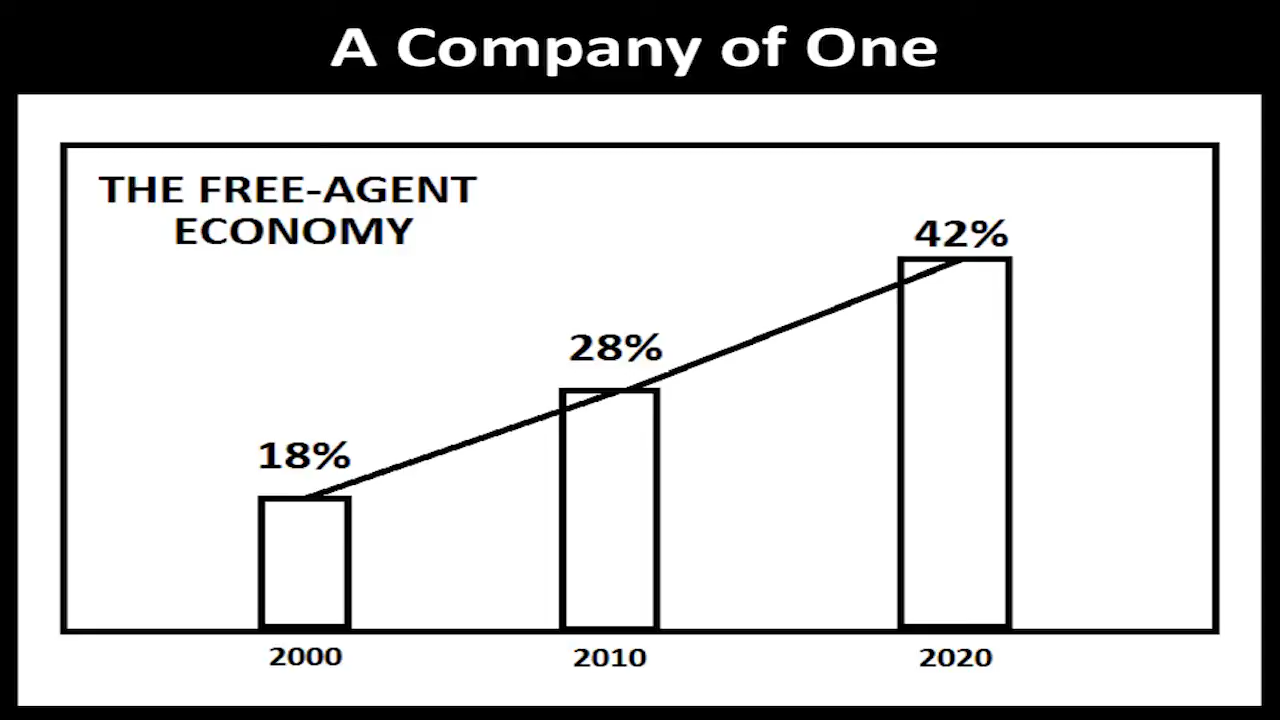 A Company of One
THE FREE-AGENT
ECONOMY
42%
28%
18%
2000
2010
2020